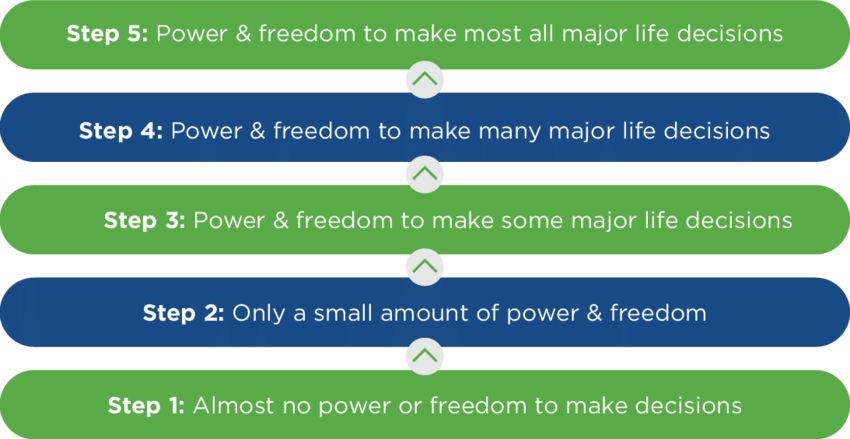 Step 5: Power & freedom to make most all major life decisions
Step 4: Power & freedom to make many major life decisions
Step 3: Power & freedom to make some major life decisions
Step 2: Only a small amount of power & freedom
Step 1: Almost no power or freedom to make decisions